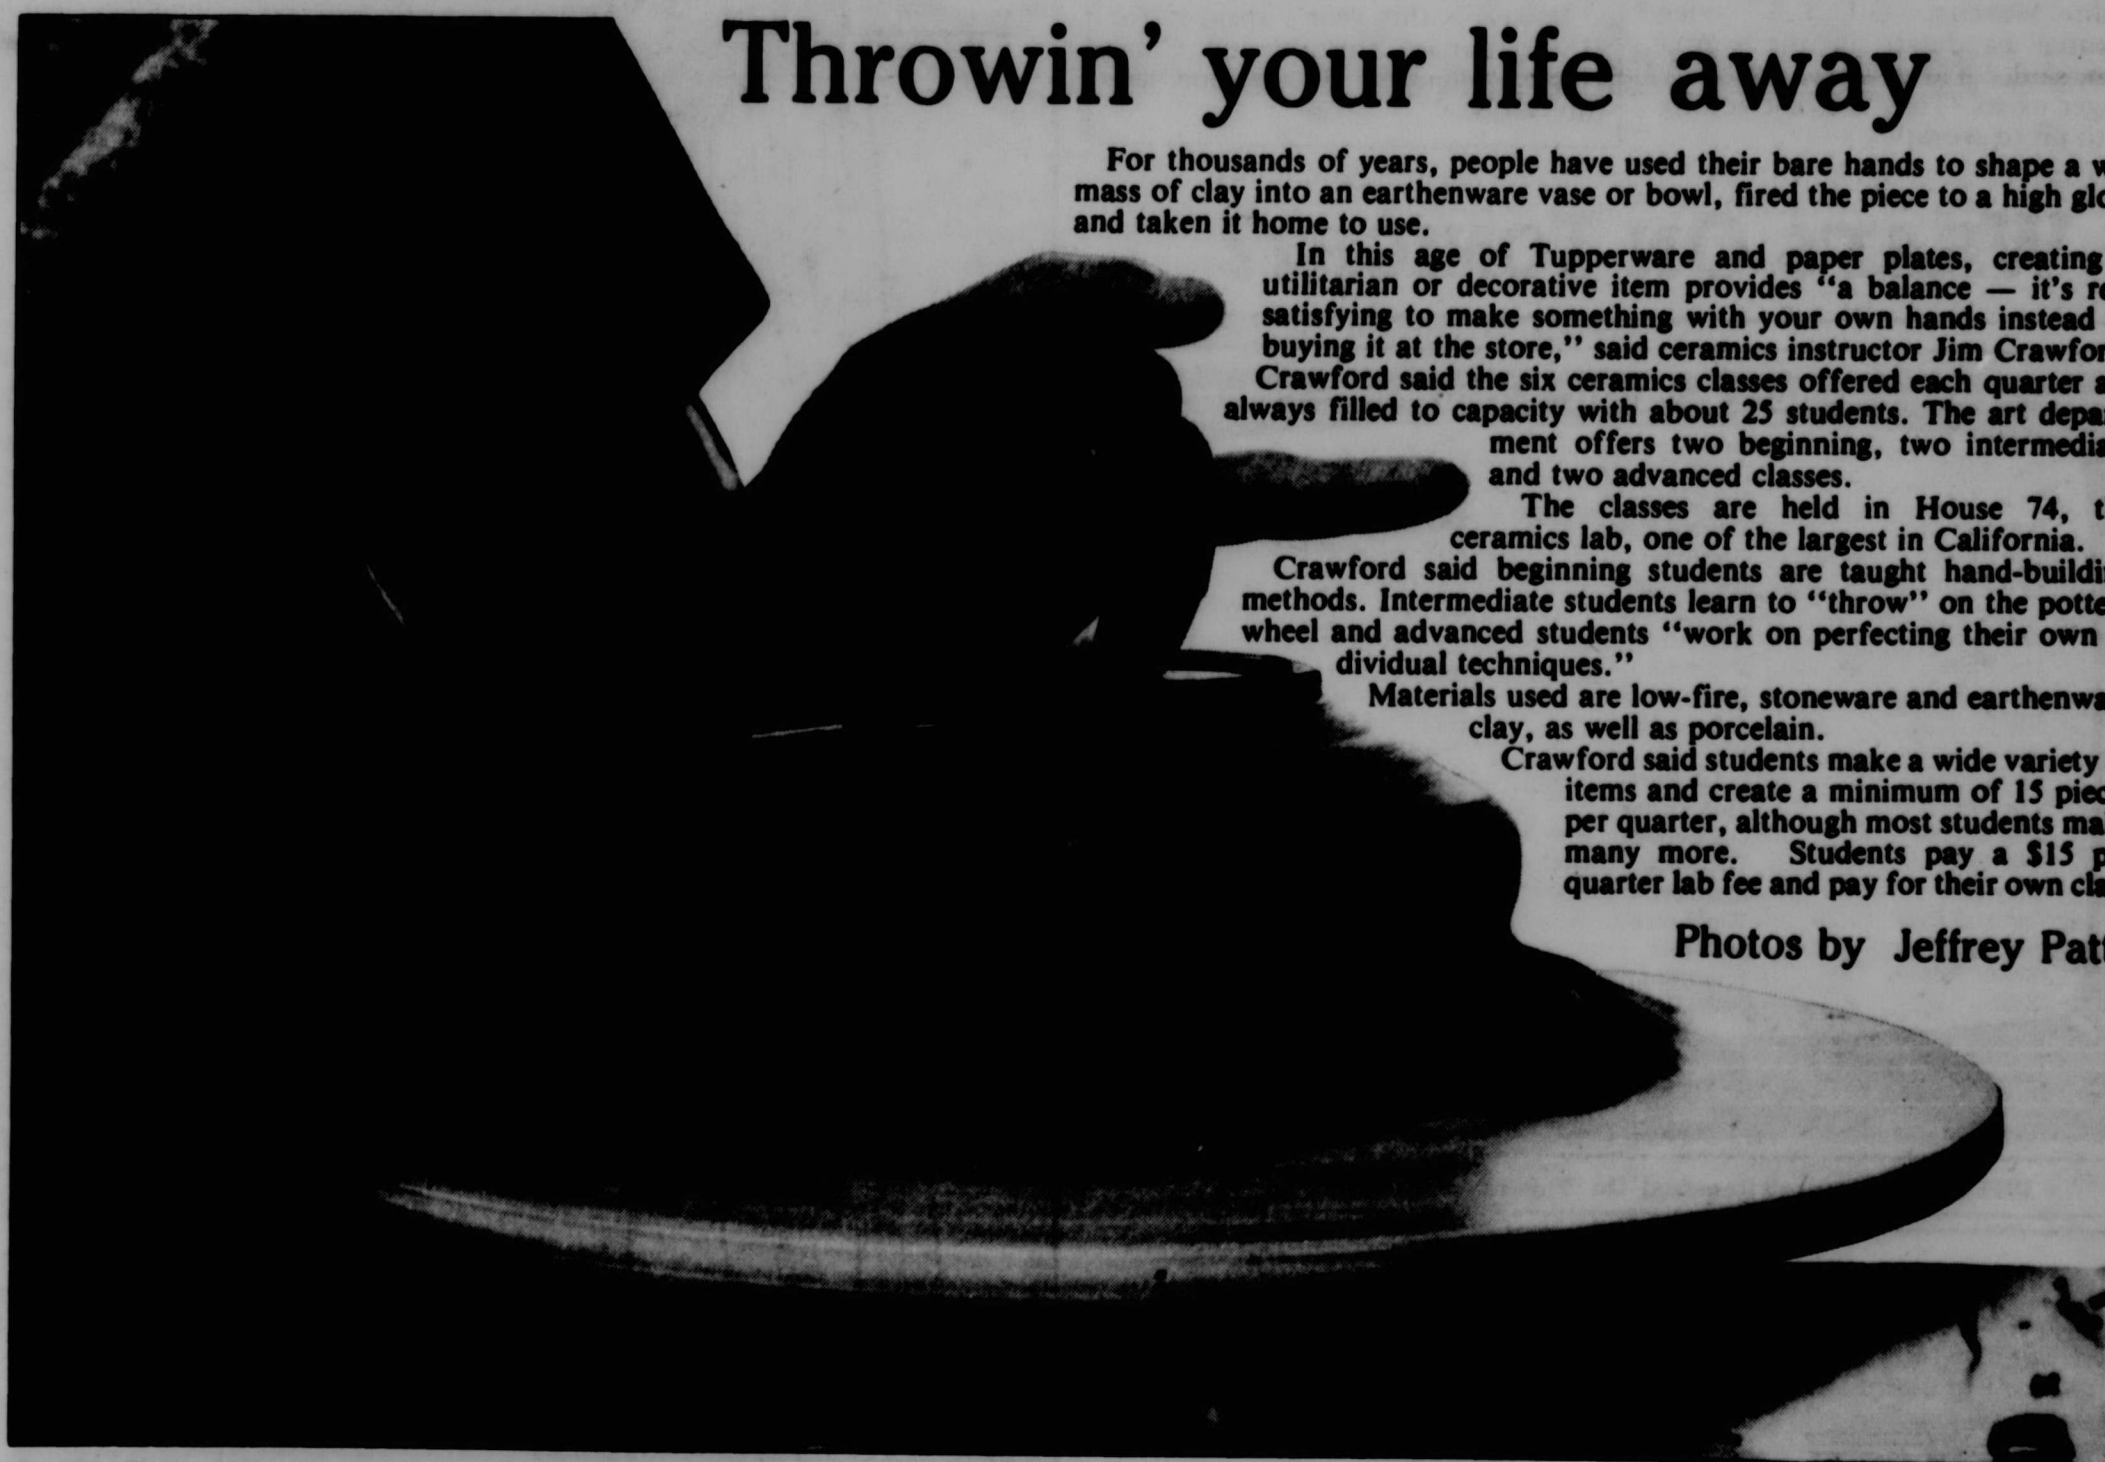 Throwin' your life away
For thousands of years, people have used their bare hands to shape a
mass of clay into an earthenware vase or bowl, fired the piece to a high
and taken it home to use.
In this age of Tupperware and paper plates, creating
utilitarian or decorative item provides “a balance — it's
satisfying to make something with your own hands instead
buying it at the store,” said ceramics instructor Jim
Crawford said the six ceramics classes offered each quarter
always filled to capacity with about 25 students. The art
ment offers two beginning, two
and two advanced classes.
The classes are held in House 74,
ceramics lab, one of the largest in California.
Crawford said beginning students are taught
methods. Intermediate students learn to “throw” on the
wheel and advanced students “work on perfecting their own
dividual techniques.”
Materials used are low-fire, stoneware and
clay, as well as porcelain.
Crawford said students make a wide variety
items and create a minimum of 15
per quarter, although most students
many more. Students pay a $15
quarter lab fee and pay for their own
Photos by Jeffrey